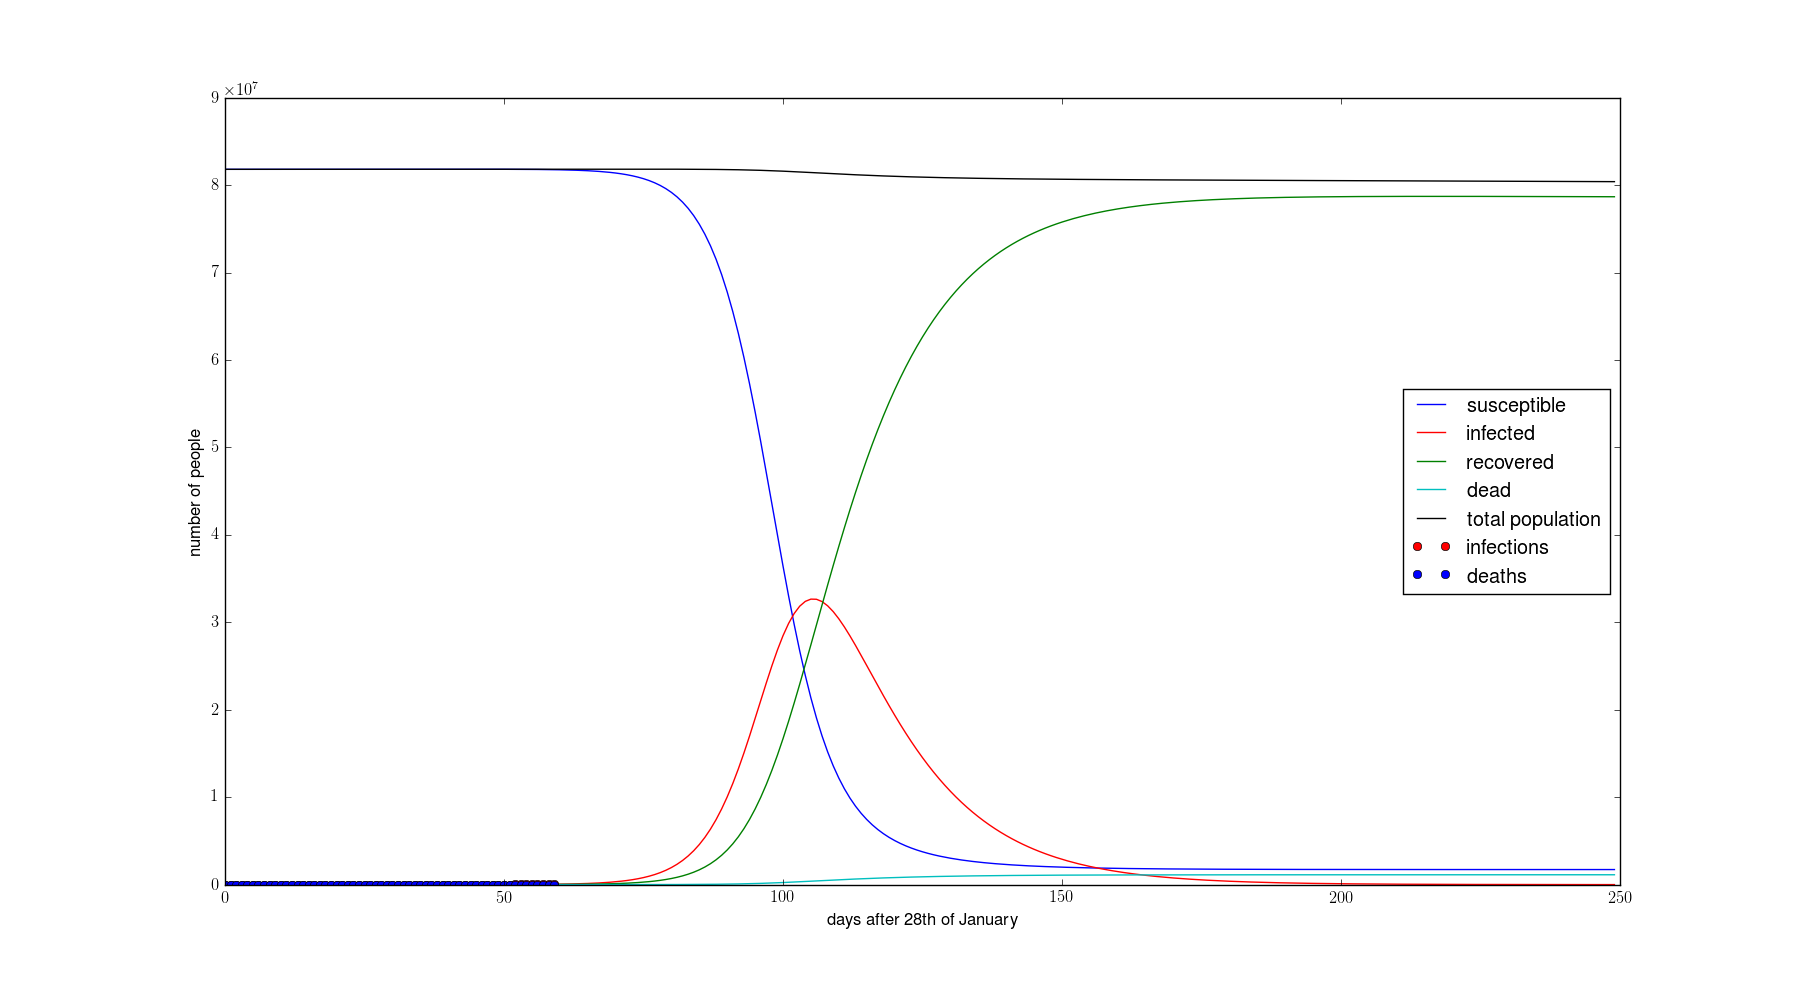 ×10⁷
9
8
7
6
5
4
3
2
1
0
number of people
0 50 100 150 200 250
days after 28th of January
susceptible
infected
recovered
dead
total population
infections
deaths